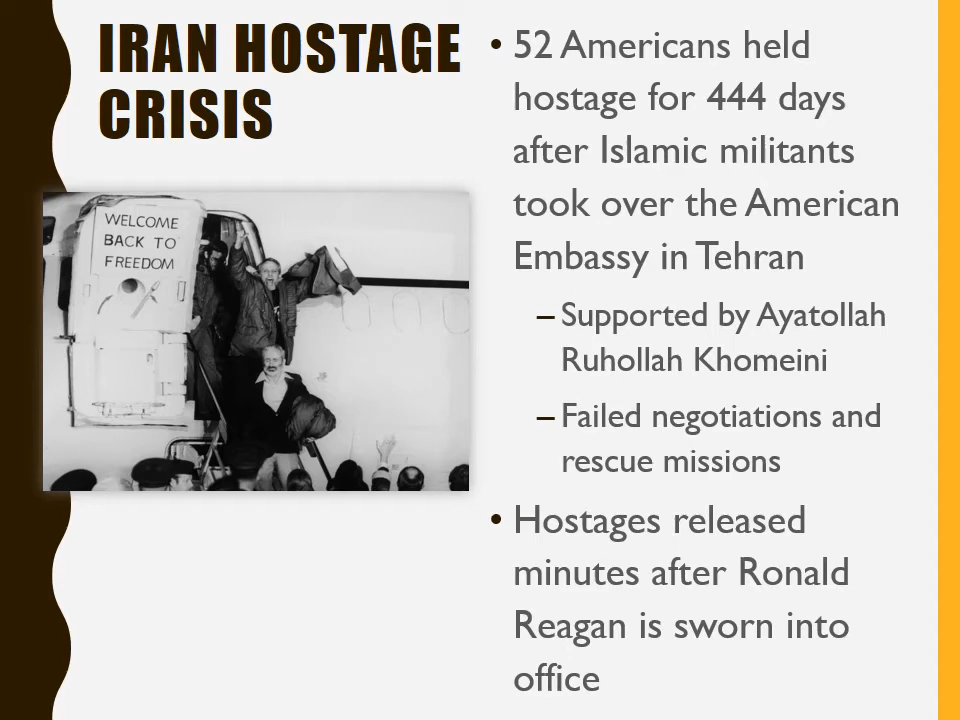 IRAN HOSTAGE
CRISIS
WELCOME
BACK TO
FREEDOM
• 52 Americans held
hostage for 444 days
after Islamic militants
took over the American
Embassy in Tehran
– Supported by Ayatollah
Ruhollah Khomeini
– Failed negotiations and
rescue missions
• Hostages released
minutes after Ronald
Reagan is sworn into
office